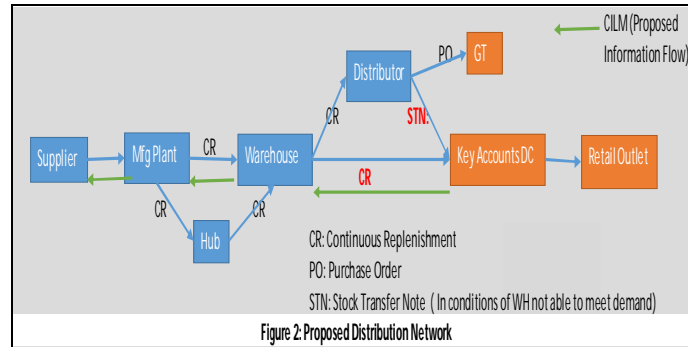 CILM (Proposed
Information Flow)
PO
GT
Distributor
CR
STN:
CR
Supplier
Mfg Plant
Warehouse
Key Accounts DC
Retail Outlet
CR
CR
CR
Hub
CR: Continuous Replenishment
PO: Purchase Order
STN: Stock Transfer Note ( In conditions of WH not able to meet demand)
Figure 2: Proposed Distribution Network